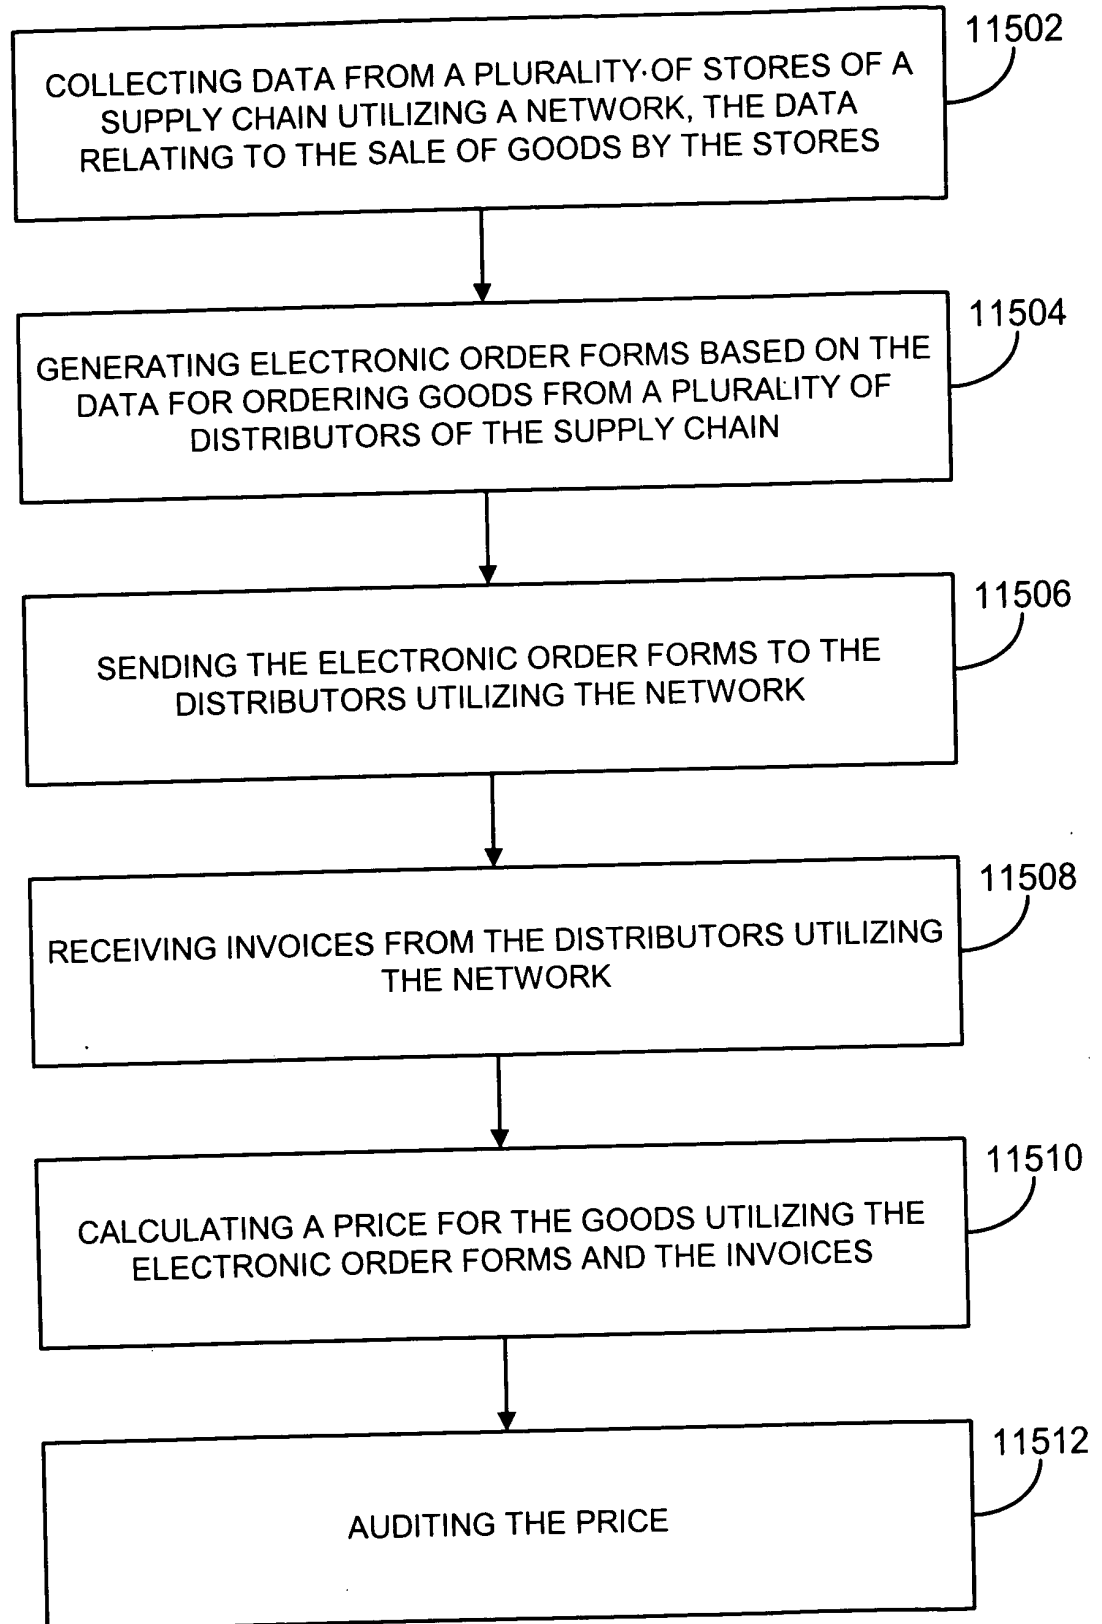 11502
COLLECTING DATA FROM A PLURALITY OF STORES OF A
SUPPLY CHAIN UTILIZING A NETWORK, THE DATA
RELATING TO THE SALE OF GOODS BY THE STORES
11504
GENERATING ELECTRONIC ORDER FORMS BASED ON THE
DATA FOR ORDERING GOODS FROM A PLURALITY OF
DISTRIBUTORS OF THE SUPPLY CHAIN
11506
SENDING THE ELECTRONIC ORDER FORMS TO THE
DISTRIBUTORS UTILIZING THE NETWORK
11508
RECEIVING INVOICES FROM THE DISTRIBUTORS UTILIZING
THE NETWORK
11510
CALCULATING A PRICE FOR THE GOODS UTILIZING THE
ELECTRONIC ORDER FORMS AND THE INVOICES
11512
AUDITING THE PRICE